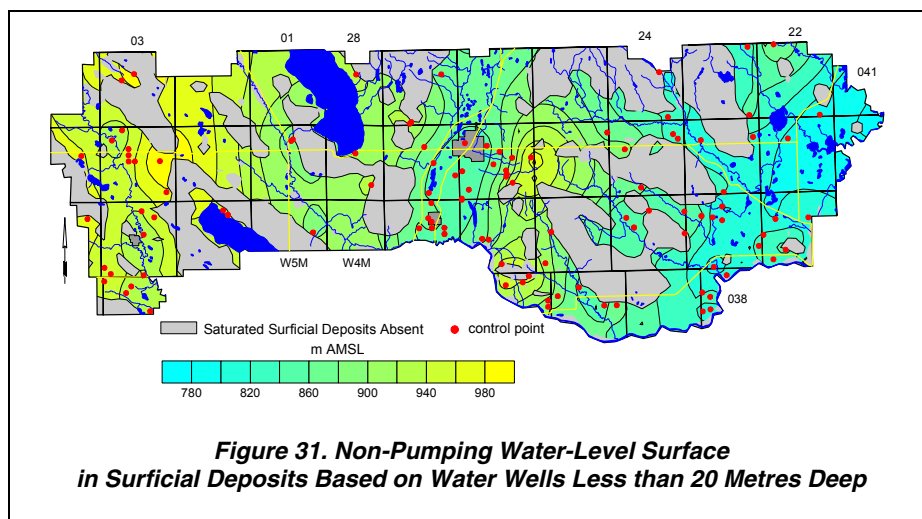 03 01 28 24 22
041
W5M W4M
038
Saturated Surficial Deposits Absent control point
m AMSL
780 820 860 900 940 980
Figure 31. Non-Pumping Water-Level Surface
in Surficial Deposits Based on Water Wells Less than 20 Metres Deep